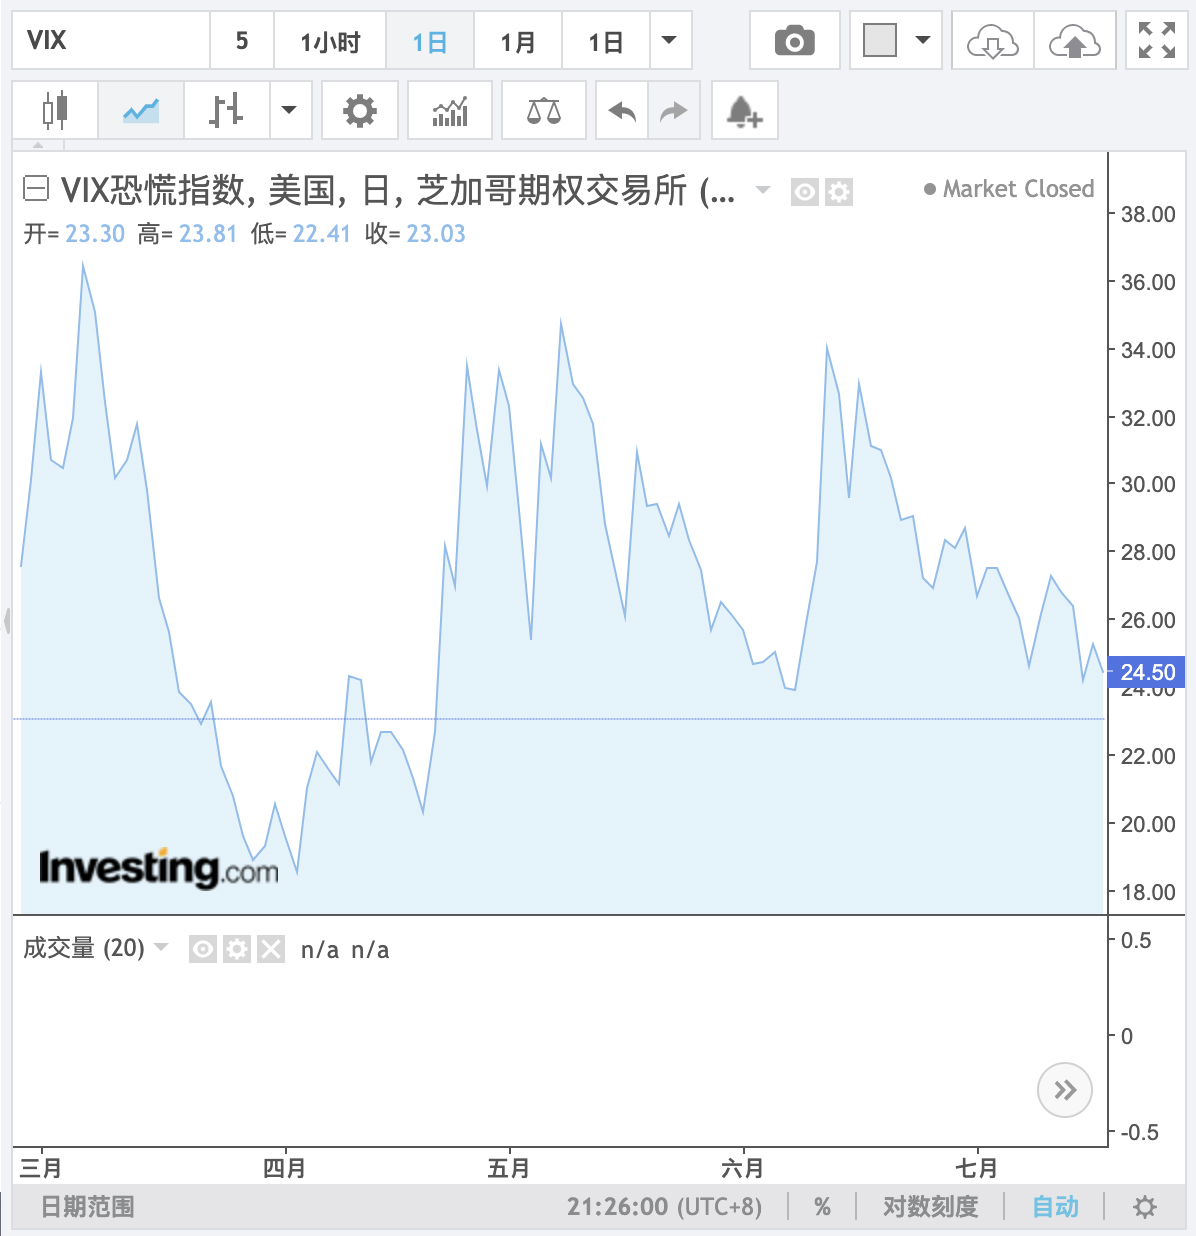 VIX 5 1小时 1日 1月 1日
VIX恐慌指数, 美国, 日, 芝加哥期权交易所 (...
Market Closed
开= 23.30 高= 23.81 低= 22.41 收= 23.03
38.00
36.00
34.00
32.00
30.00
28.00
26.00
24.50
24.00
22.00
20.00
18.00
Investing.com
成交量 (20) n/a n/a
0.5
0
-0.5
三月 四月 五月 六月 七月
日期范围 21:26:00 (UTC+8) % 对数刻度 自动